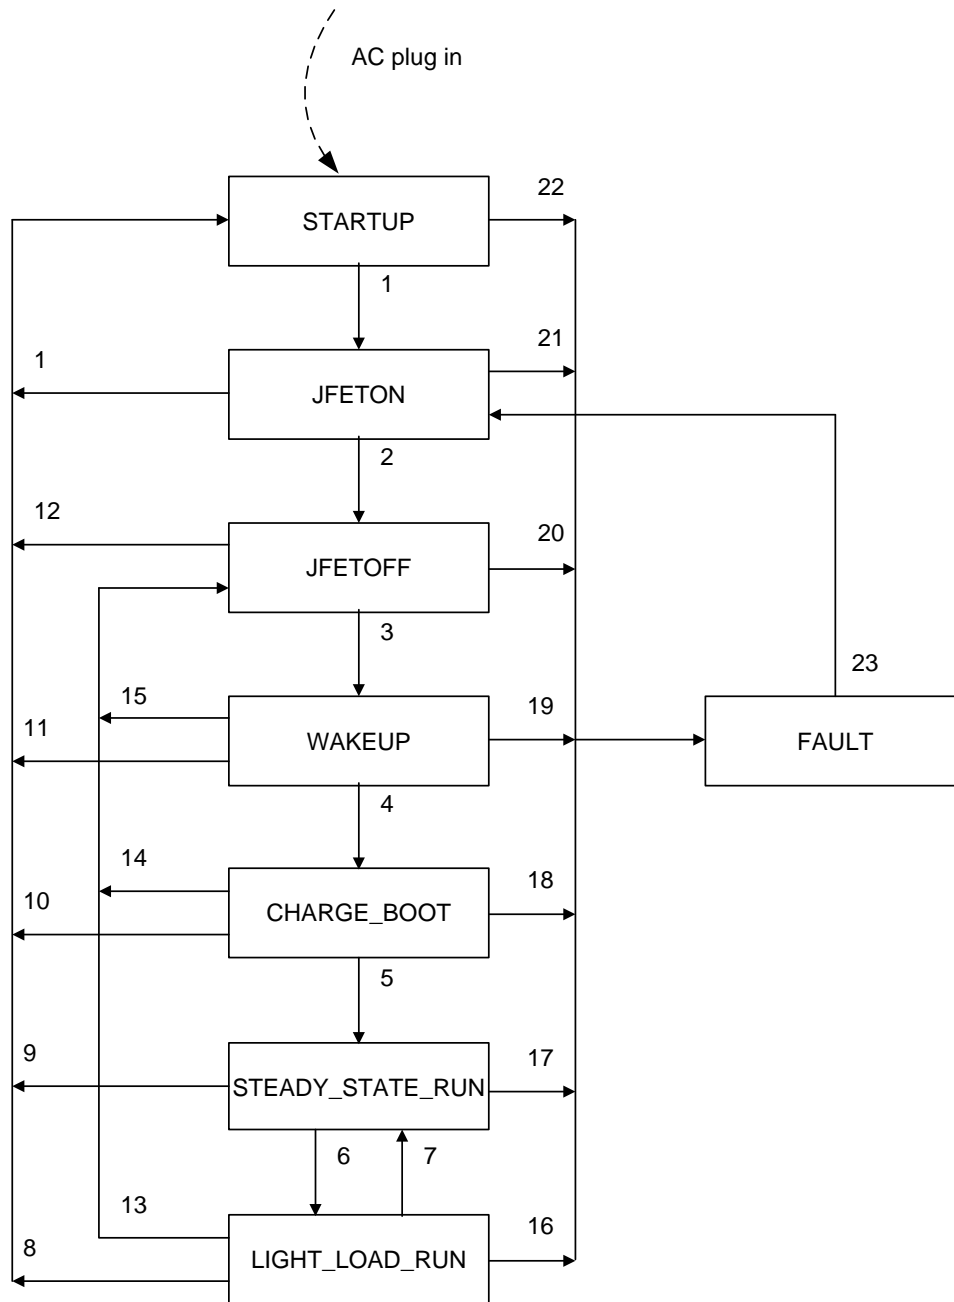 AC plug in
22
STARTUP
1
21
1
JFETON
2
12
20
JFETOFF
3
23
15
19
11
WAKEUP
FAULT
4
14
18
10
CHARGE_BOOT
5
9
17
STEADY_STATE_RUN
6
7
13
16
8
LIGHT_LOAD_RUN